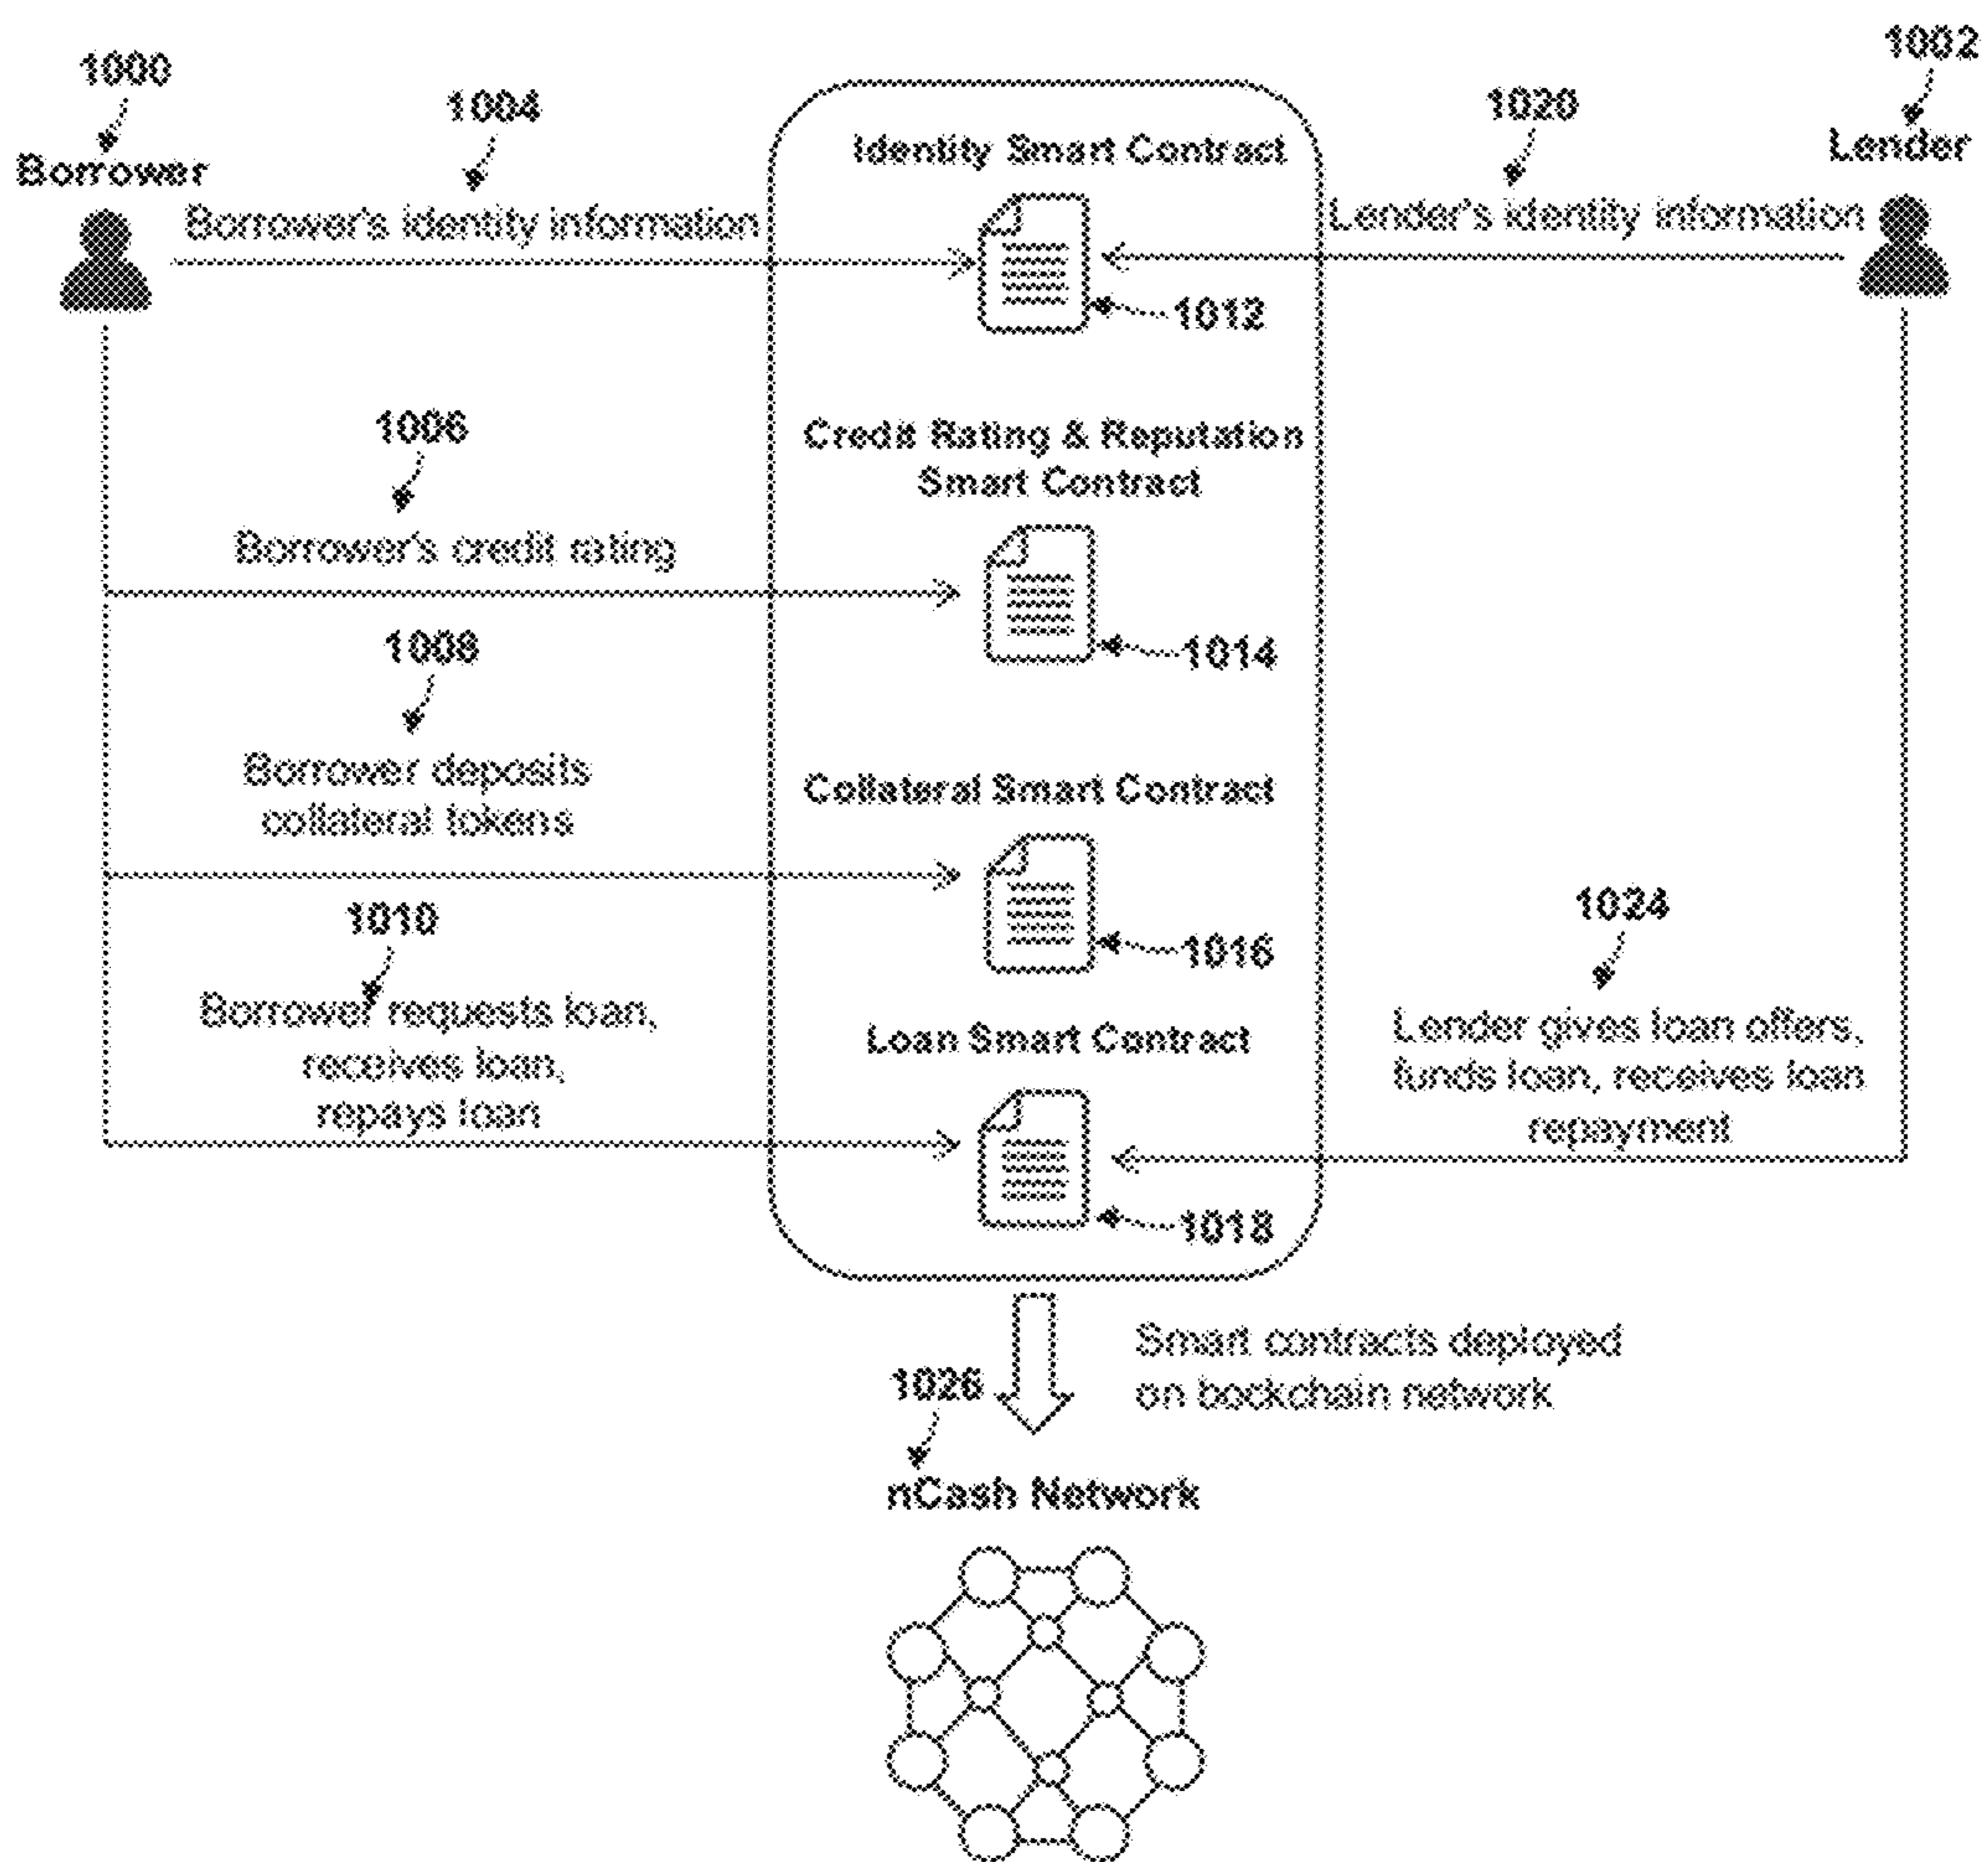 1000
Borrower
1004
Borrower's identity information
Identity Smart Contract
1012
1020
Lender's identity information
1002
Lender
1006
Borrower's credit rating
Credit Rating & Reputation
Smart Contract
1014
1008
Borrower deposits
collateral tokens
Collateral Smart Contract
1016
1010
Borrower requests loan,
receives loan,
repays loan
Loan Smart Contract
1018
1024
Lender gives loan offers,
funds loan, receives loan
repayment
Smart contracts deployed
on bockchain network
1026
nCash Network